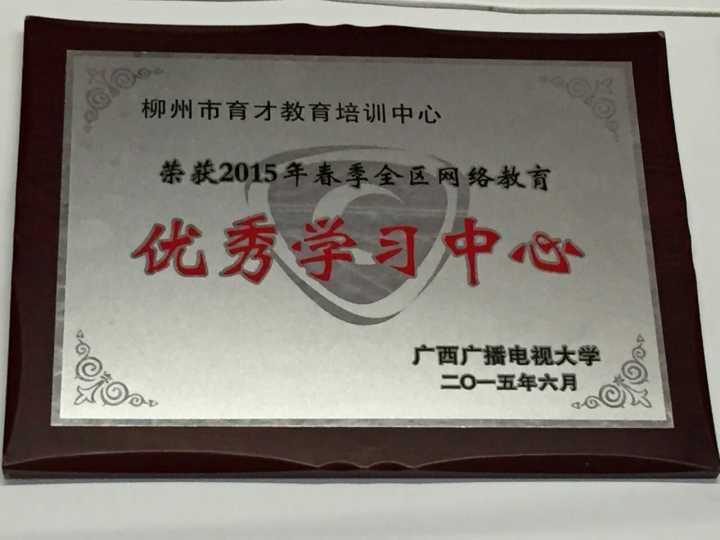 柳州市育才教育培训中心
荣获2015年春季全区网络教育
优秀学习中心
广西广播电视大学
二〇一五年六月